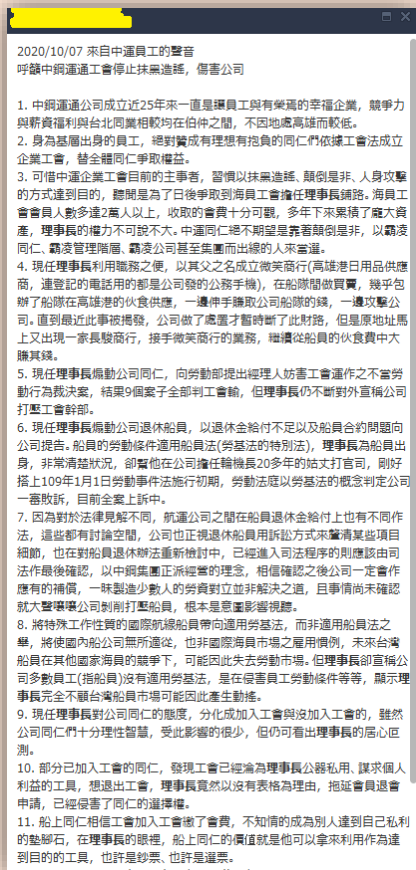 2020/10/07 來自中運員工的聲音
呼籲中鋼運通工會停止抹黑造謠，傷害公司
1. 中鋼運通公司成立近25年來一直是讓員工與有榮焉的幸福企業，競爭力
與薪資福利與台北同業相較均在伯仲之間，不因地處高雄而較低。
2. 身為基層出身的員工，絕對贊成有理想有抱負的同仁們依據工會法成立
企業工會，替全體同仁爭取權益。
3. 可惜中運企業工會目前的主事者，習慣以抹黑造謠、顛倒是非、人身攻擊
的方式達到目的，聽聞是為了日後爭取到海員工會擔任理事長鋪路。海員工
會會員人數多達2萬人以上，收取的會費十分可觀，多年下來累積了龐大資
產，理事長的權力不可說不大。中運同仁絕不期望是靠著顛倒是非，以霸凌
同仁、霸凌管理階層、霸凌公司甚至集團而出線的人來當選。
4. 現任理事長利用職務之便，以其父之名成立微笑商行(高雄港日用品供應
商，連登記的電話用的都是公司發的公務手機)，在船隊間做買賣，幾乎包
辦了船隊在高雄港的伙食供應，一邊伸手賺取公司船隊的錢，一邊攻擊公
司。直到最近此事被揭發，公司做了處置才暫時斷了此財路，但是原地址馬
上又出現一家長駿商行，接手微笑商行的業務，繼續從船員的伙食費中大
賺其錢。
5. 現任理事長煽動公司同仁，向勞動部提出經理人妨害工會運作之不當勞
動行為裁決案，結果9個案子全部判工會輸，但理事長仍不斷對外宣稱公司
打壓工會幹部。
6. 現任理事長煽動公司退休船員，以退休金給付不足以及船員合約問題向
公司提告。船員的勞動條件適用船員法(勞基法的特別法)，理事長為船員出
身，非常清楚狀況，卻幫他在公司擔任輪機長20多年的姑丈打官司，剛好
搭上109年1月1日勞動事件法施行初期，勞動法庭以勞基法的概念判定公司
一審敗訴，目前全案上訴中。
7. 因為對於法律見解不同，航運公司之間在船員退休金給付上也有不同作
法，這些都有討論空間，公司也正視退休船員用訴訟方式來釐清某些項目
細節，也在對船員退休辦法重新檢討中，已經進入司法程序的則應該由司
法作最後確認，以中鋼集團正派經營的理念，相信確認之後公司一定會作
應有的補償，一昧製造少數人的勞資對立並非解決之道，且事情尚未確認
就大聲嚷嚷公司剝削打壓船員，根本是意圖影響視聽。
8. 將特殊工作性質的國際航線船員帶向適用勞基法，而非適用船員法之
舉，將使國內船公司無所適從，也非國際海員市場之雇用慣例，未來台灣
船員在其他國家海員的競爭下，可能因此失去勞動市場。但理事長卻宣稱公
司多數員工(指船員)沒有適用勞基法，是在侵害員工勞動條件等等，顯示理
事長完全不顧台灣船員市場可能因此產生動搖。
9. 現任理事長對公司同仁的態度，分化成加入工會與沒加入工會的，雖然
公司同仁們十分理性智慧，受此影響的很少，但仍可看出理事長的居心叵
測。
10. 部分已加入工會的同仁，發現工會已經淪為理事長公器私用、謀求個人
利益的工具，想退出工會，理事長竟然以沒有表格為理由，拖延會員退會
申請，已經侵害了同仁的選擇權。
11. 船上同仁相信工會加入工會繳了會費，不知情的成為別人達到自己私利
的墊腳石，在理事長的眼裡，船上同仁的價值就是他可以拿來利用作為達
到目的的工具，也許是鈔票、也許是選票。